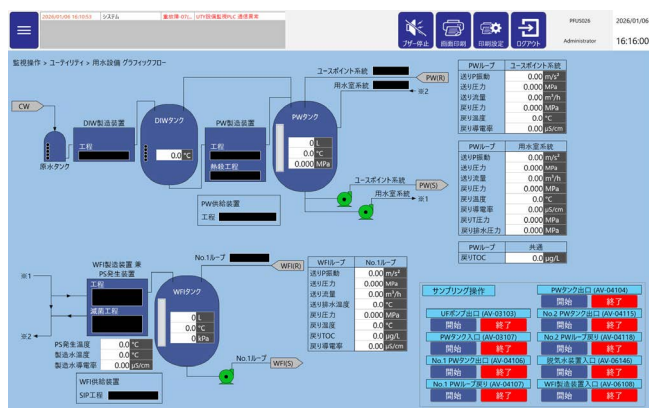 2026/01/06 16:10:53 システム 重故障-07L. UTY設備監視PLC 通信異常
ブザー停止 画面印刷 印刷設定 ログアウト
PFUS026 2026/01/06
Administrator 16:16:00
監視操作 > ユーティリティ > 用水設備 グラフィックフロー
CW
原水タンク
DIW製造装置
工程
DIWタンク
0.0 ℃
PW製造装置
工程
熱殺工程
PWタンク
0 L
0.0 ℃
0.000 MPa
ユースポイント系統
用水室系統
PW(R)
※2
ユースポイント系統
PW(S)
用水室系統
※1
PW供給装置
工程
PWループ ユースポイント系統
送りP振動 0.00 m/s²
送り圧力 0.000 MPa
送り流量 0.00 m³/h
戻り圧力 0.000 MPa
戻り温度 0.0 ℃
戻り導電率 0.00 µS/cm
PWループ 用水室系統
送りP振動 0.00 m/s²
送り圧力 0.000 MPa
送り流量 0.00 m³/h
戻り圧力 0.000 MPa
戻り温度 0.0 ℃
戻り導電率 0.00 µS/cm
戻りT圧力 0.000 MPa
戻り排水圧力 0.000 MPa
PWループ 共通
戻りTOC 0.0 µg/L
※1
※2
WFI製造装置 兼
PS発生装置
工程
滅菌工程
PS発生温度 0.0 ℃
製造水温度 0.0 ℃
製造水導電率 0.00 µS/cm
WFI供給装置
SIP工程
WFIタンク
0 L
0.0 ℃
0 kPa
No.1ループ
WFI(R)
No.1ループ
WFI(S)
WFIループ No.1ループ
送りP振動 0.00 m/s²
送り圧力 0.000 MPa
送り流量 0.00 m³/h
送り排水温度 0.0 ℃
戻り圧力 0.000 MPa
戻り温度 0.0 ℃
戻りTOC 0.0 µg/L
戻り導電率 0.00 µS/cm
サンプリング操作
PWタンク出口 (AV-04104)
開始 終了
UFポンプ出口 (AV-03103) No.2 PWタンク出口 (AV-04115)
開始 終了 開始 終了
PWタンク入口 (AV-03107) No.2 PWループ戻り (AV-04118)
開始 終了 開始 終了
No.1 PWタンク出口 (AV-04106) 脱気水装置入口 (AV-06146)
開始 終了 開始 終了
No.1 PWループ戻り (AV-04107) WFI製造装置入口 (AV-06108)
開始 終了 開始 終了